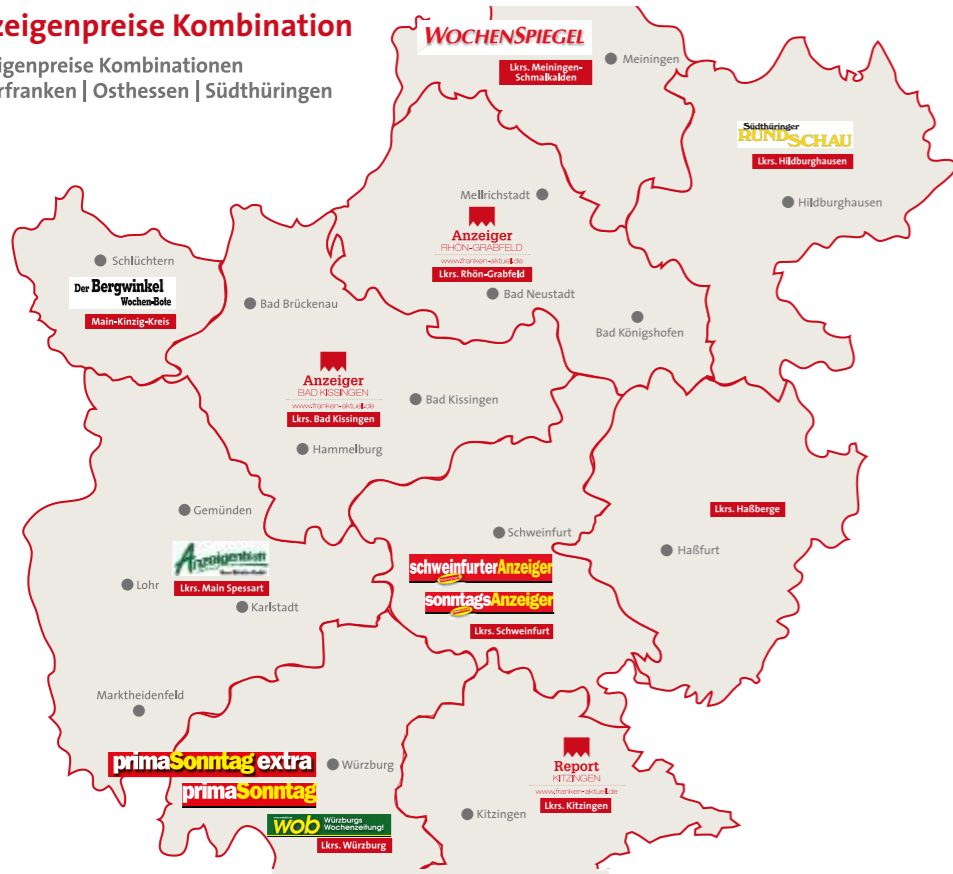 zeigenpreise Kombination
igenpreise Kombinationen
rfranken | Osthessen | Südthüringen
WOCHENSPIEGEL
Lkrs. Meiningen-
Schmalkalden
Meiningen
Südthüringer
RUNDSCHAU
Lkrs. Hildburghausen
Hildburghausen
Mellrichstadt
Anzeiger
RHÖN-GRABFELD
www.franken-aktuell.de
Lkrs. Rhön-Grabfeld
Bad Neustadt
Bad Königshofen
Schlüchtern
Der Bergwinkel
Wochen-Bote
Main-Kinzig-Kreis
Bad Brückenau
Anzeiger
BAD KISSINGEN
www.franken-aktuell.de
Lkrs. Bad Kissingen
Bad Kissingen
Hammelburg
Gemünden
Anzeigenblatt
Lkrs. Main Spessart
Lohr
Karlstadt
Marktheidenfeld
Schweinfurt
schweinfurterAnzeiger
sonntagsAnzeiger
Lkrs. Schweinfurt
Lkrs. Haßberge
Haßfurt
primaSonntag extra
primaSonntag
Würzburg
wob Würzburgs
Wochenzeitung!
Lkrs. Würzburg
Report
KITZINGEN
www.franken-aktuell.de
Lkrs. Kitzingen
Kitzingen